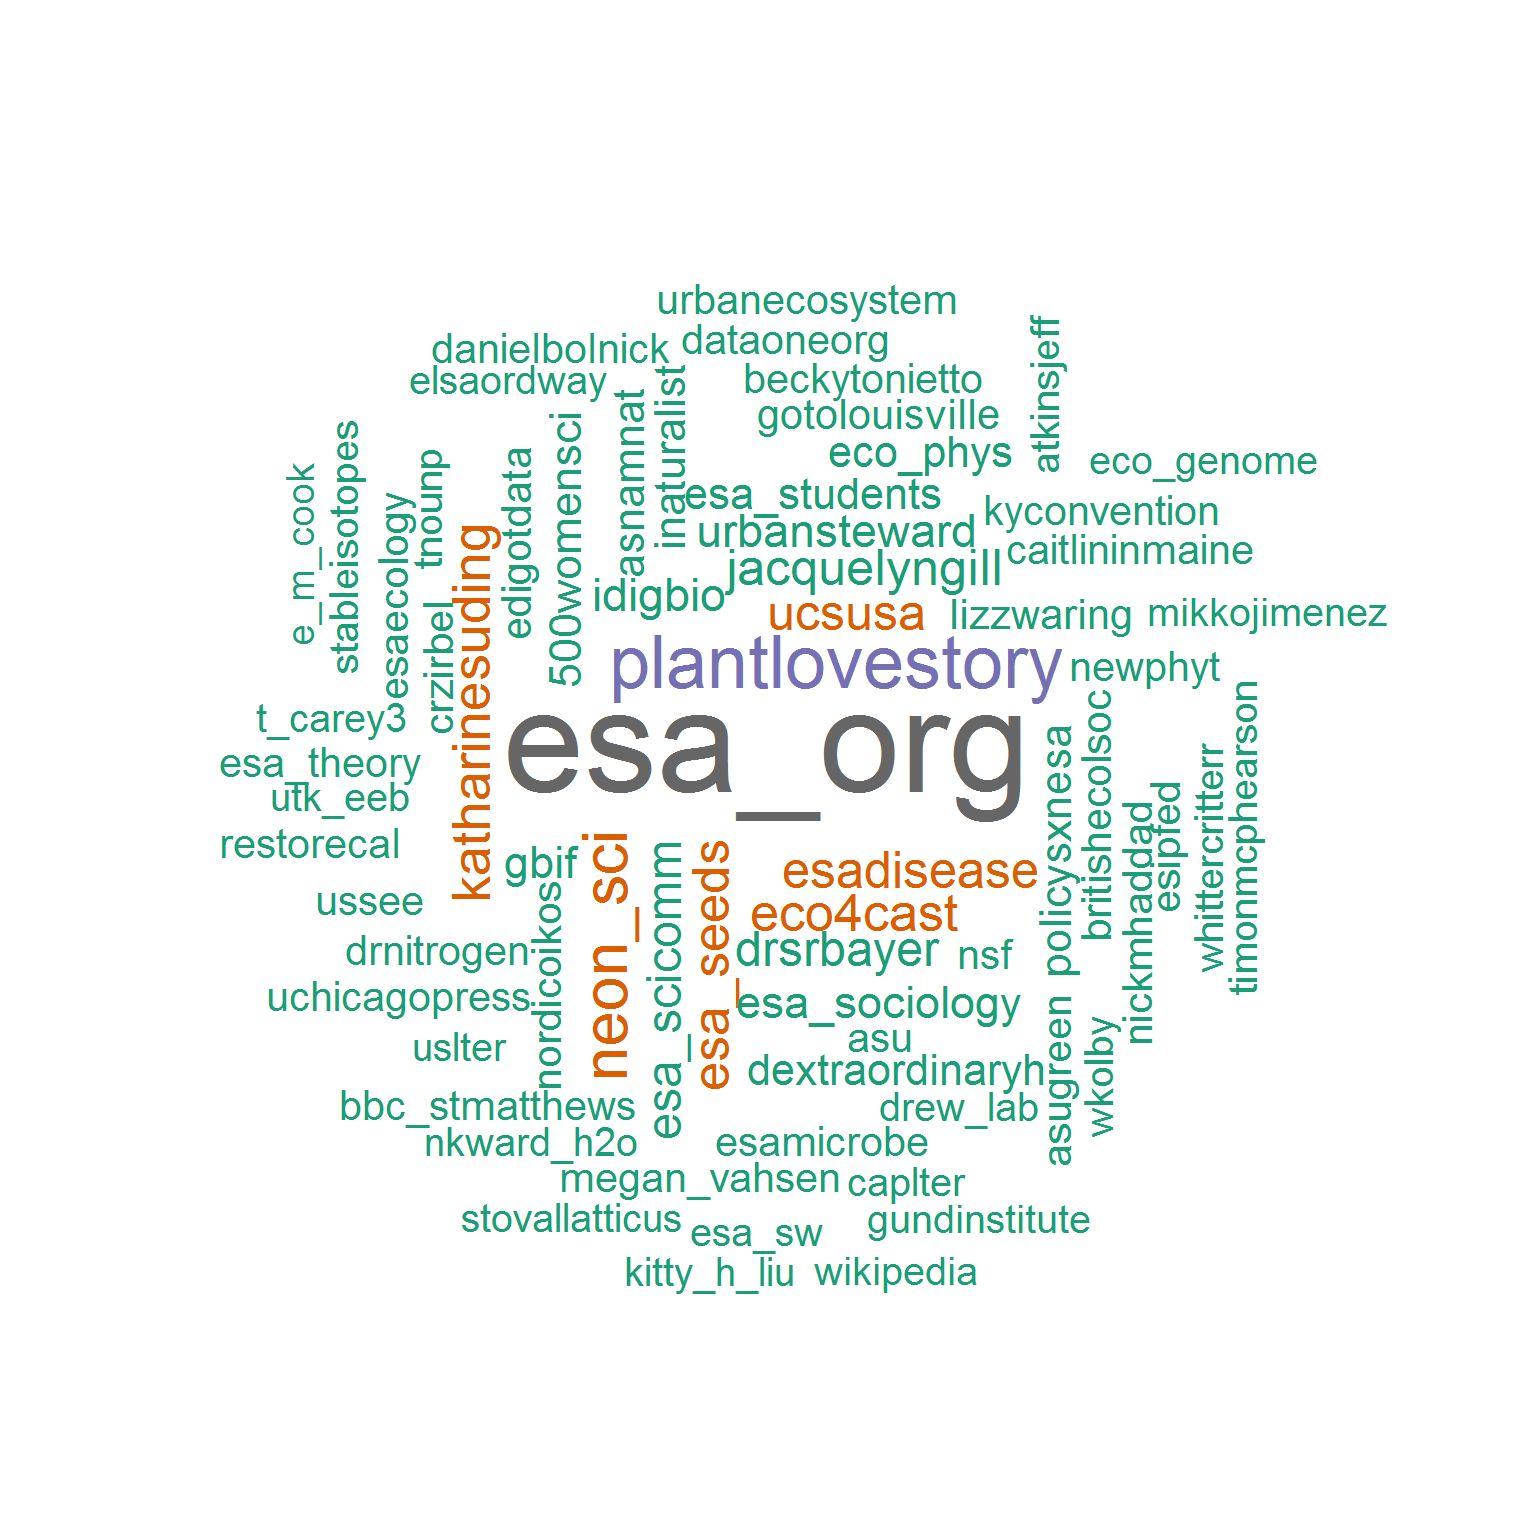 urbanecosystem
danielbolnick
dataoneorg
elsaordway
beckytonietto
atkinsjeff
inaturalist
asnamnat
gotolouisville
500womensci
eco_phys
eco_genome
stableisotopes
e_m_cook
tnounp
edigotdata
esa_students
kyconvention
esaecology
urbansteward
caitlininmaine
katharinesuding
jacquelyngill
idigbio
crzirbel
ucsusa
lizzwaring
mikkojimenez
plantlovestory
newphyt
t_carey3
esa_org
esa_theory
utk_eeb
restorecal
policysxnesa
britishecolsoc
timonmcphearson
whittercritterr
espifed
nickmhaddad
gbif
neon_sci
esa_scicomm
esa_seeds
esadisease
ussee
eco4cast
nordicoikos
drnitrogen
drsrbayer
nsf
uchicagopress
esa_sociology
asugreen
wkolby
uslter
asu
dextraordinaryh
bbc_stmatthews
drew_lab
nkward_h2o
esamicrobe
megan_vahsen
caplter
stovallatticus
esa_sw
gundinstitute
kitty_h_liu
wikipedia